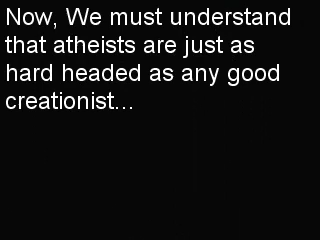 Now, We must understand
that atheists are just as
hard headed as any good
creationist...